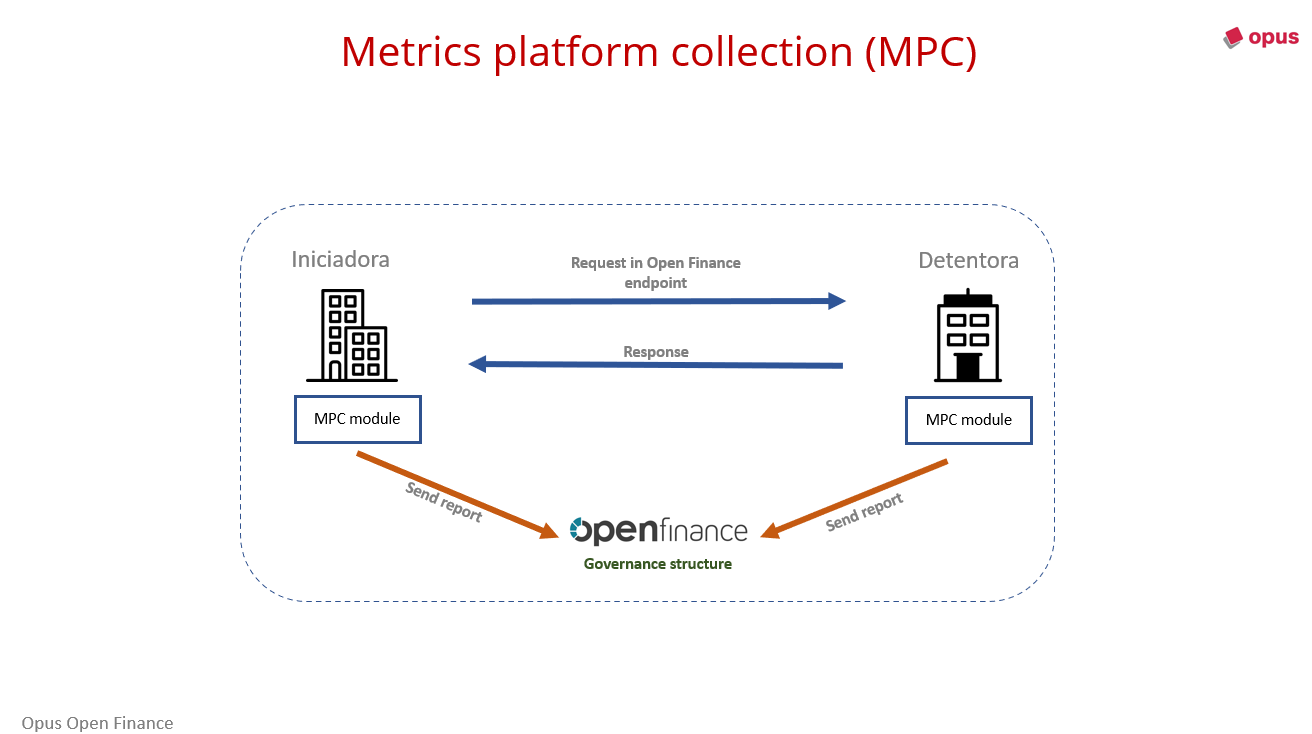 Metrics platform collection (MPC)
opus
Iniciadora
Request in Open Finance
endpoint
Detentora
Response
MPC module
MPC module
Send report
Send report
openfinance
Governance structure
Opus Open Finance